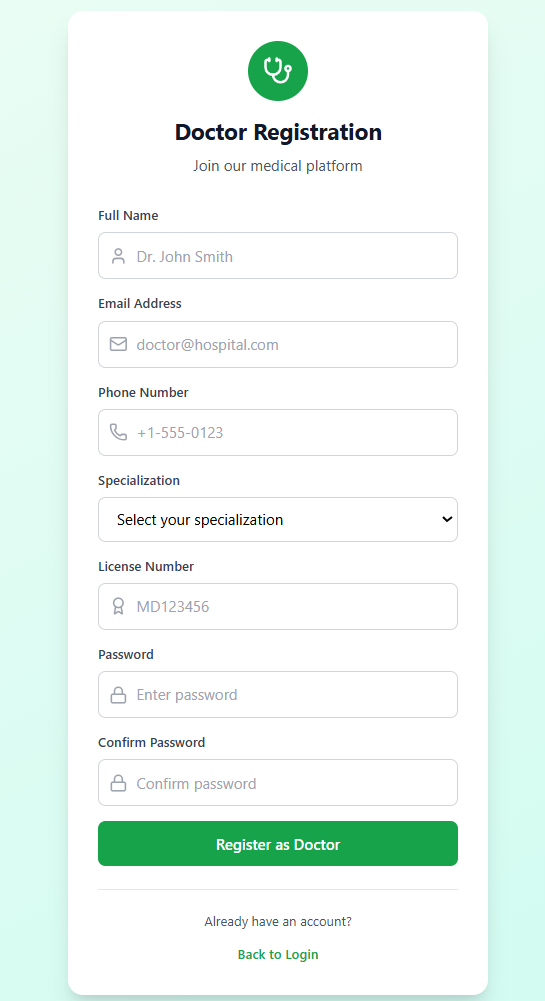 Doctor Registration
Join our medical platform
Full Name
Dr. John Smith
Email Address
doctor@hospital.com
Phone Number
+1-555-0123
Specialization
Select your specialization
License Number
MD123456
Password
Enter password
Confirm Password
Confirm password
Register as Doctor
Already have an account?
Back to Login